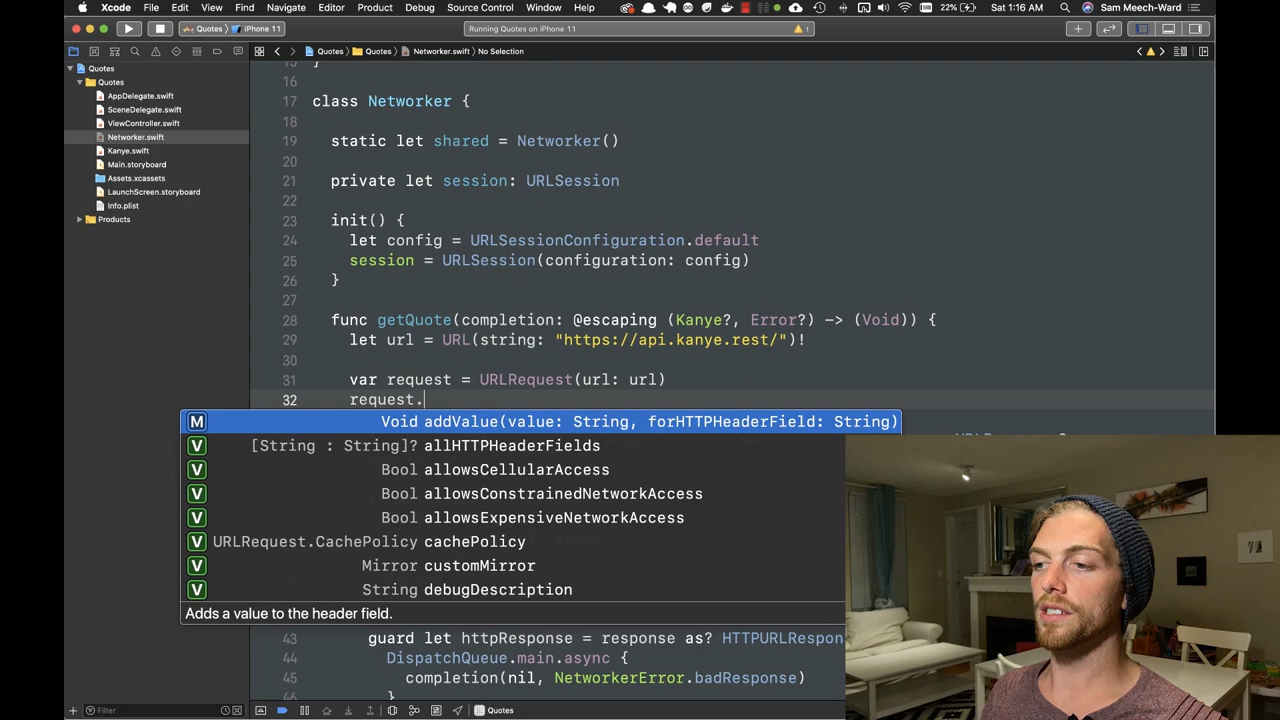 Xcode File Edit View Find Navigate Editor Product Debug Source Control Window Help 22% Sat 1:16 AM Sam Meech-Ward
Quotes iPhone 11 Running Quotes on iPhone 11 1
Quotes Quotes Networker.swift No Selection
Quotes
Quotes
AppDelegate.swift
SceneDelegate.swift
ViewController.swift
Networker.swift
Kanye.swift
Main.storyboard
Assets.xcassets
LaunchScreen.storyboard
Info.plist
Products
15 }
16
17 class Networker {
18
19 static let shared = Networker()
20
21 private let session: URLSession
22
23 init() {
24 let config = URLSessionConfiguration.default
25 session = URLSession(configuration: config)
26 }
27
28 func getQuote(completion: @escaping (Kanye?, Error?) -> (Void)) {
29 let url = URL(string: "https://api.kanye.rest/")!
30
31 var request = URLRequest(url: url)
32 request.
M Void addValue(value: String, forHTTPHeaderField: String)
V [String : String]? allHTTPHeaderFields
V Bool allowsCellularAccess
V Bool allowsConstrainedNetworkAccess
V Bool allowsExpensiveNetworkAccess
V URLRequest.CachePolicy cachePolicy
V Mirror customMirror
V String debugDescription
Adds a value to the header field.
43 guard let httpResponse = response as? HTTPURLRespon
44 DispatchQueue.main.async {
45 completion(nil, NetworkerError.badResponse)
46 }
Filter Quotes